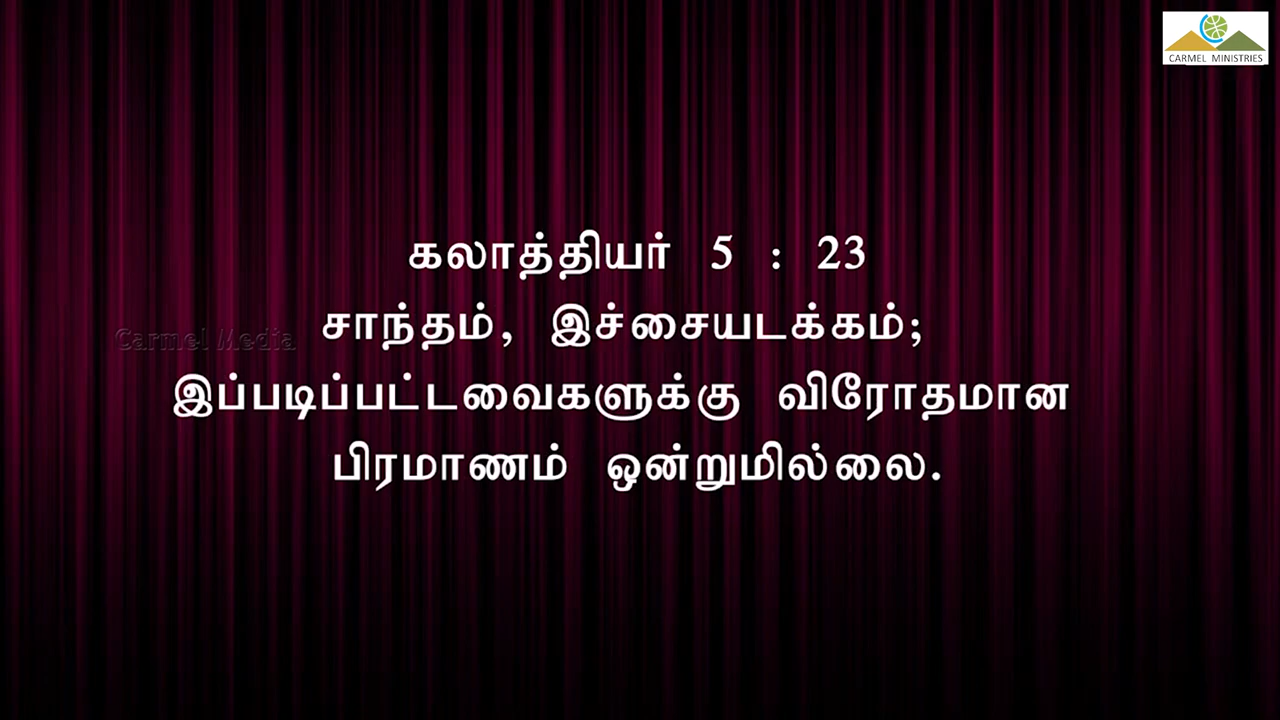 CARMEL MINISTRIES
கலாத்தியர் 5 : 23
சாந்தம், இச்சையடக்கம்;
Carmel Media
இப்படிப்பட்டவைகளுக்கு விரோதமான
பிரமாணம் ஒன்றுமில்லை.